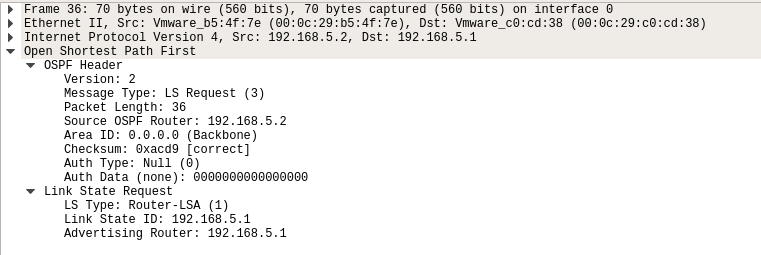 Frame 36: 70 bytes on wire (560 bits), 70 bytes captured (560 bits) on interface 0
Ethernet II, Src: Vmware_b5:4f:7e (00:0c:29:b5:4f:7e), Dst: Vmware_c0:cd:38 (00:0c:29:c0:cd:38)
Internet Protocol Version 4, Src: 192.168.5.2, Dst: 192.168.5.1
Open Shortest Path First
OSPF Header
Version: 2
Message Type: LS Request (3)
Packet Length: 36
Source OSPF Router: 192.168.5.2
Area ID: 0.0.0.0 (Backbone)
Checksum: 0xacd9 [correct]
Auth Type: Null (0)
Auth Data (none): 0000000000000000
Link State Request
LS Type: Router-LSA (1)
Link State ID: 192.168.5.1
Advertising Router: 192.168.5.1